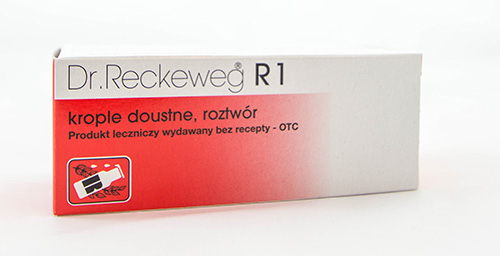 Dr.Reckeweg® R1
krople doustne, roztwór
Produkt leczniczy wydawany bez recepty - OTC